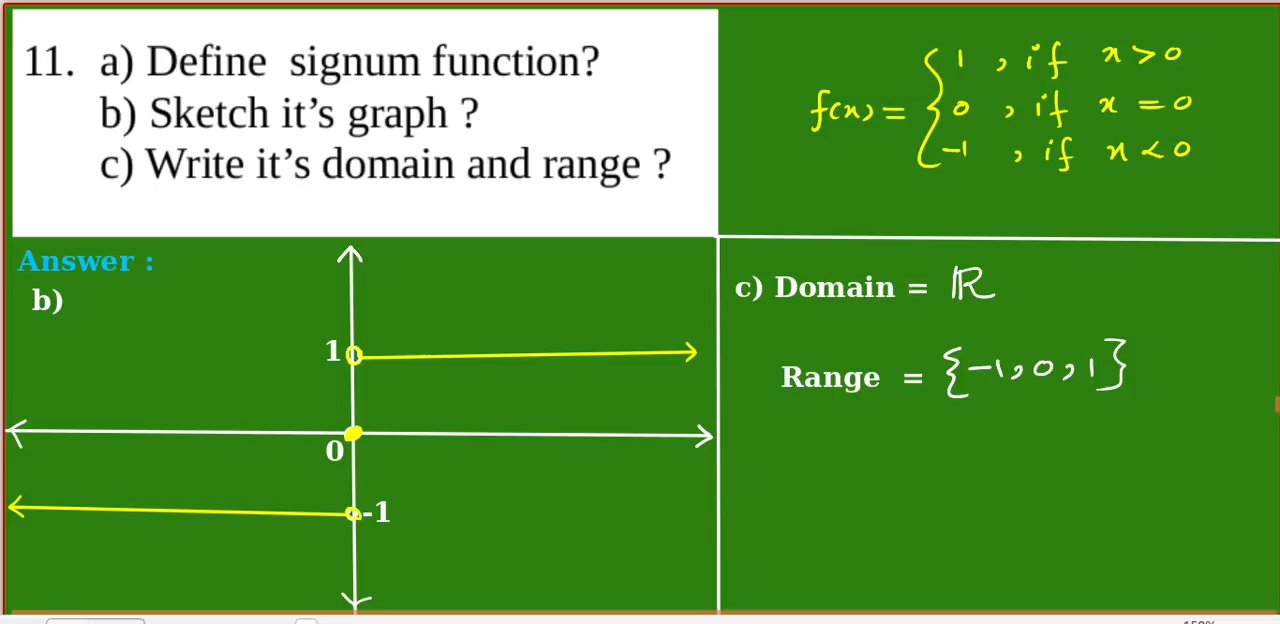 11. a) Define signum function?
b) Sketch it’s graph ?
c) Write it’s domain and range ?
f(x) = { 1 , if x > 0
0 , if x = 0
-1 , if x < 0
Answer :
b)
1
0
-1
c) Domain = ℝ
Range = {-1, 0, 1}
150%